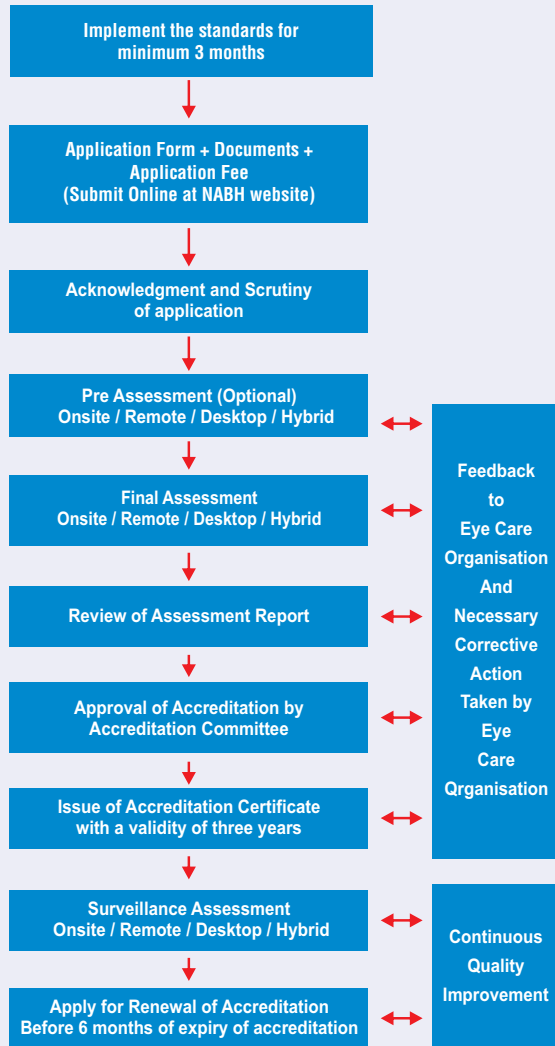 Implement the standards for
minimum 3 months
Application Form + Documents +
Application Fee
(Submit Online at NABH website)
Acknowledgment and Scrutiny
of application
Pre Assessment (Optional)
Onsite / Remote / Desktop / Hybrid
Final Assessment
Onsite / Remote / Desktop / Hybrid
Review of Assessment Report
Approval of Accreditation by
Accreditation Committee
Issue of Accreditation Certificate
with a validity of three years
Feedback
to
Eye Care
Organisation
And
Necessary
Corrective
Action
Taken by
Eye
Care
Qrganisation
Surveillance Assessment
Onsite / Remote / Desktop / Hybrid
Apply for Renewal of Accreditation
Before 6 months of expiry of accreditation
Continuous
Quality
Improvement